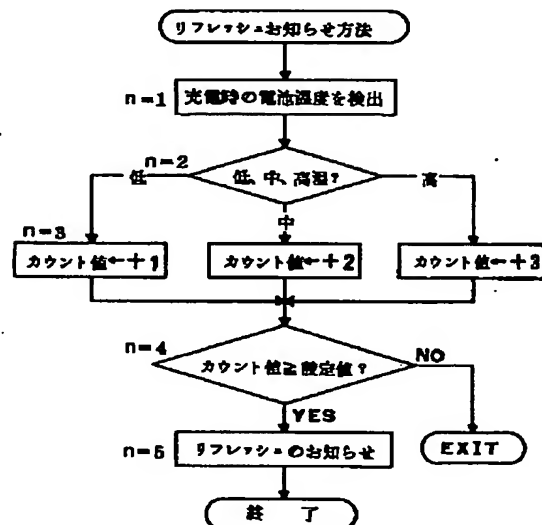 リフレッシュお知らせ方法
n=1
充電時の電池温度を検出
n=2
低、中、高温?
低
中
高
n=3
カウント値←+1
カウント値←+2
カウント値←+3
n=4
カウント値≧設定値?
NO
YES
n=5
リフレッシュのお知らせ
EXIT
終 了